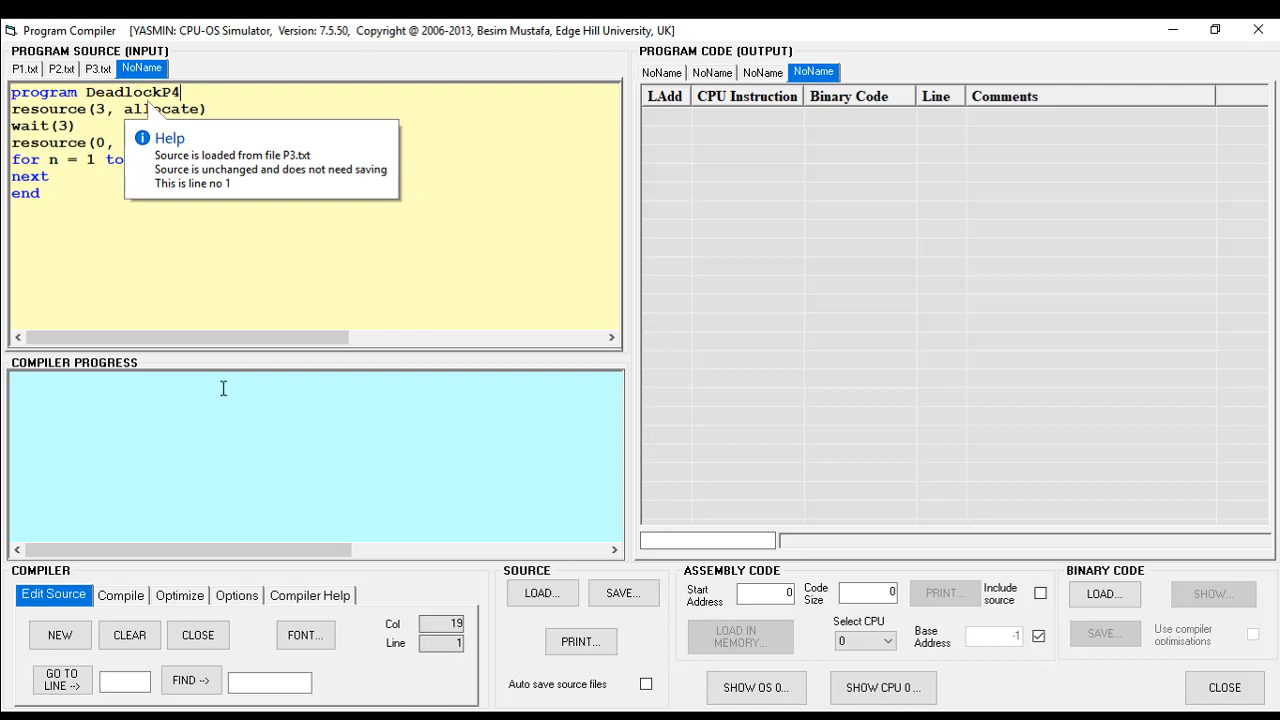 Program Compiler [YASMIN: CPU-OS Simulator, Version: 7.5.50, Copyright @ 2006-2013, Besim Mustafa, Edge Hill University, UK]
PROGRAM SOURCE (INPUT)
P1.txt P2.txt P3.txt NoName
program DeadlockP4
resource(3, allocate)
wait(3)
resource(0,
for n = 1 to
next
end
Help
Source is loaded from file P3.txt
Source is unchanged and does not need saving
This is line no 1
PROGRAM CODE (OUTPUT)
NoName NoName NoName NoName
LAdd CPU Instruction Binary Code Line Comments
COMPILER PROGRESS
COMPILER
Edit Source Compile Optimize Options Compiler Help
NEW CLEAR CLOSE FONT...
Col 19
Line 1
GO TO LINE -->
FIND -->
SOURCE
LOAD... SAVE...
PRINT...
Auto save source files
ASSEMBLY CODE
Start Address 0 Code Size 0 PRINT... Include source
LOAD IN MEMORY... Select CPU 0 Base Address -1
SHOW OS 0... SHOW CPU 0 ...
BINARY CODE
LOAD... SHOW...
SAVE... Use compiler optimisations
CLOSE